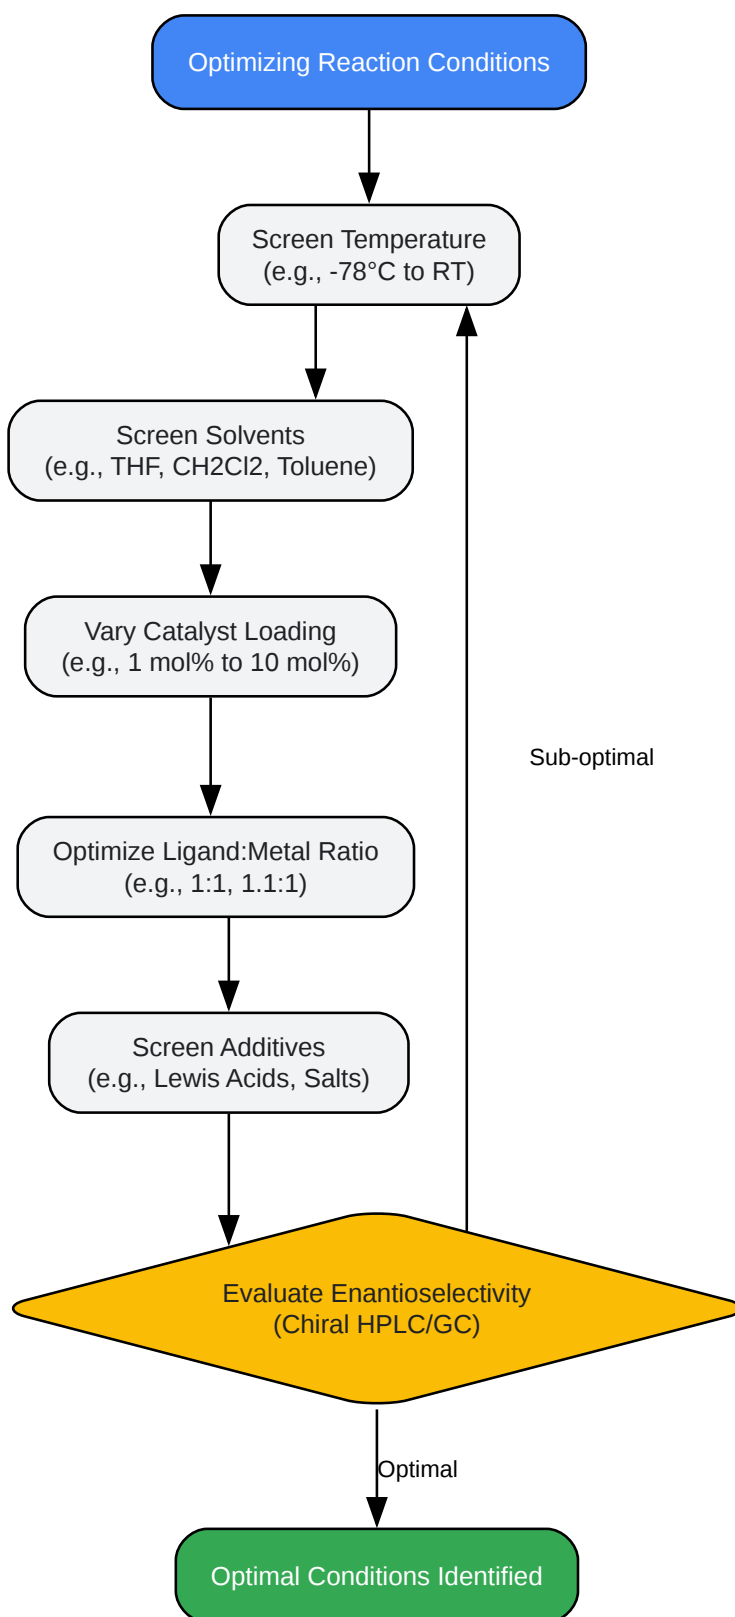 Optimizing Reaction Conditions
Screen Temperature
(e.g., -78°C to RT)
Screen Solvents
(e.g., THF, CH2Cl2, Toluene)
Vary Catalyst Loading
(e.g., 1 mol% to 10 mol%)
Sub-optimal
Optimize Ligand:Metal Ratio
(e.g., 1:1, 1.1:1)
Screen Additives
(e.g., Lewis Acids, Salts)
Evaluate Enantioselectivity
(Chiral HPLC/GC)
Optimal
Optimal Conditions Identified